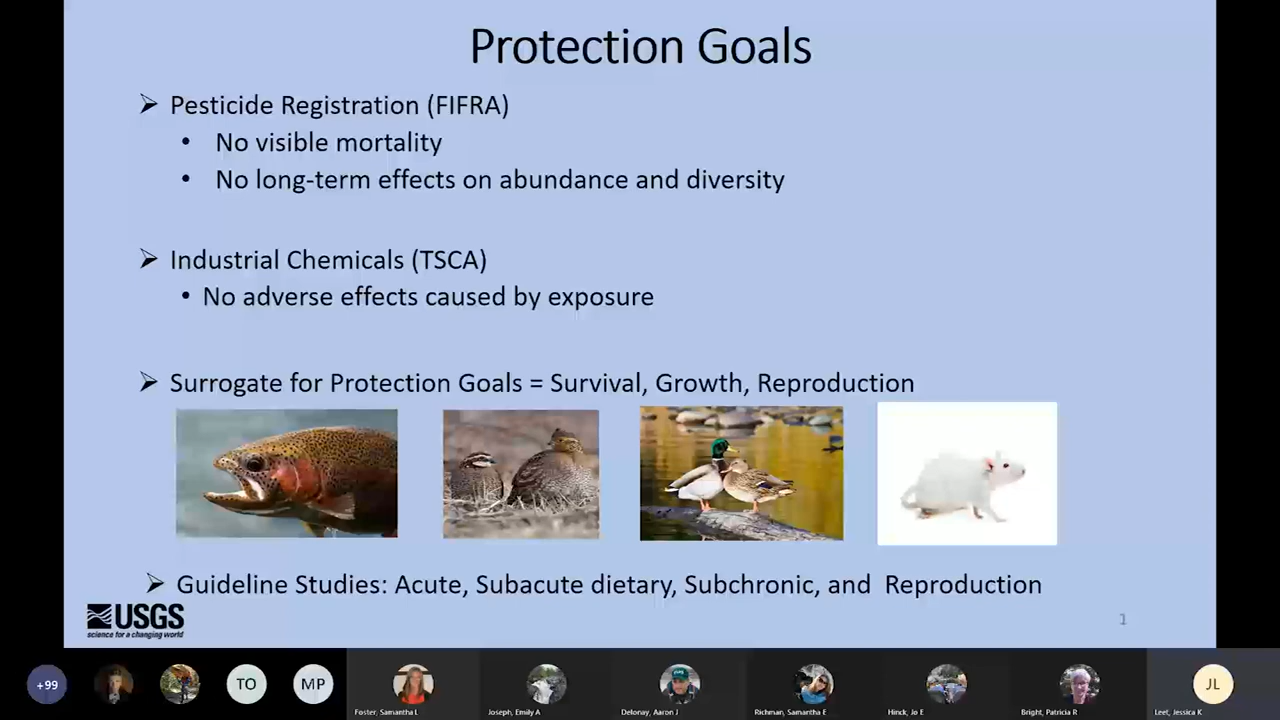 Protection Goals
Pesticide Registration (FIFRA)
No visible mortality
No long-term effects on abundance and diversity
Industrial Chemicals (TSCA)
No adverse effects caused by exposure
Surrogate for Protection Goals = Survival, Growth, Reproduction
Guideline Studies: Acute, Subacute dietary, Subchronic, and Reproduction
USGS
science for a changing world
1
+99
TO
MP
JL
Foster, Samantha L
Joseph, Emily A
Delonay, Aaron J
Richman, Samantha E
Hinck, Jo E
Bright, Patricia R
Leet, Jessica K